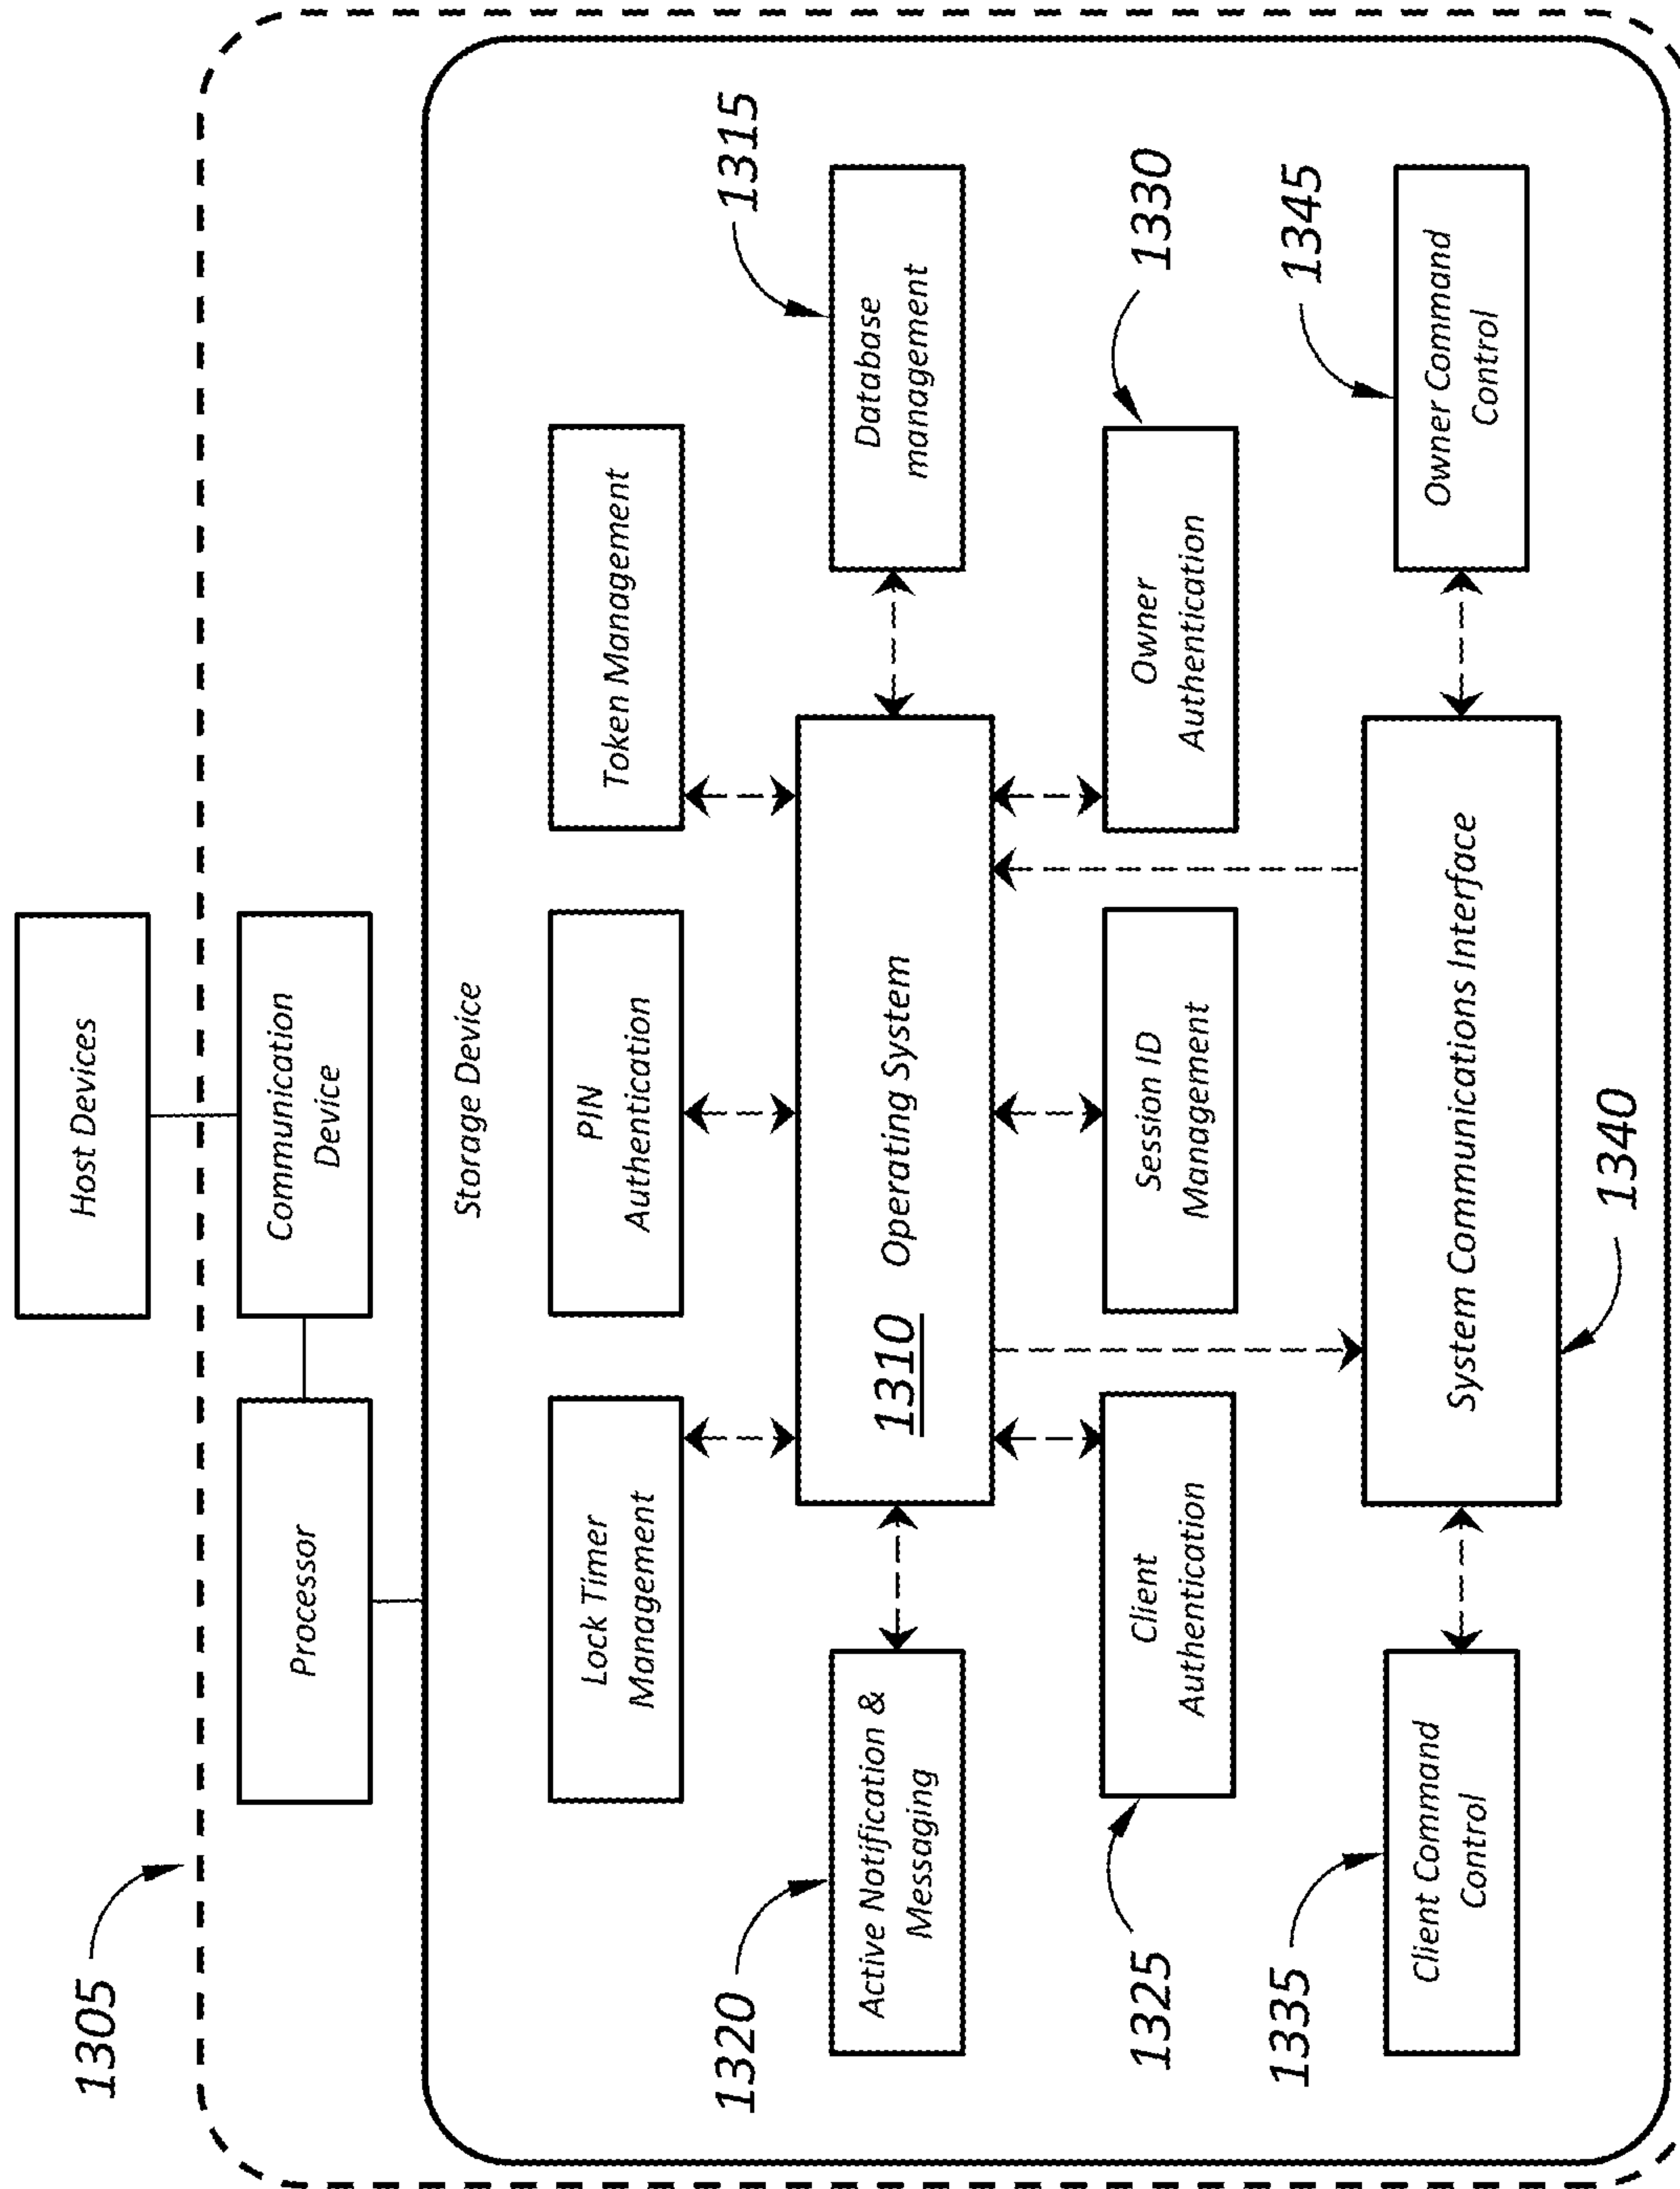 Host Devices
1305
Processor
Communication
Device
Storage Device
Lock Timer
Management
PIN
Authentication
Token Management
1320
1315
Active Notification &
Messaging
1310 Operating System
Database
management
1325
Client
Authentication
Session ID
Management
Owner
Authentication
1330
1335
1345
Client Command
Control
System Communications Interface
Owner Command
Control
1340